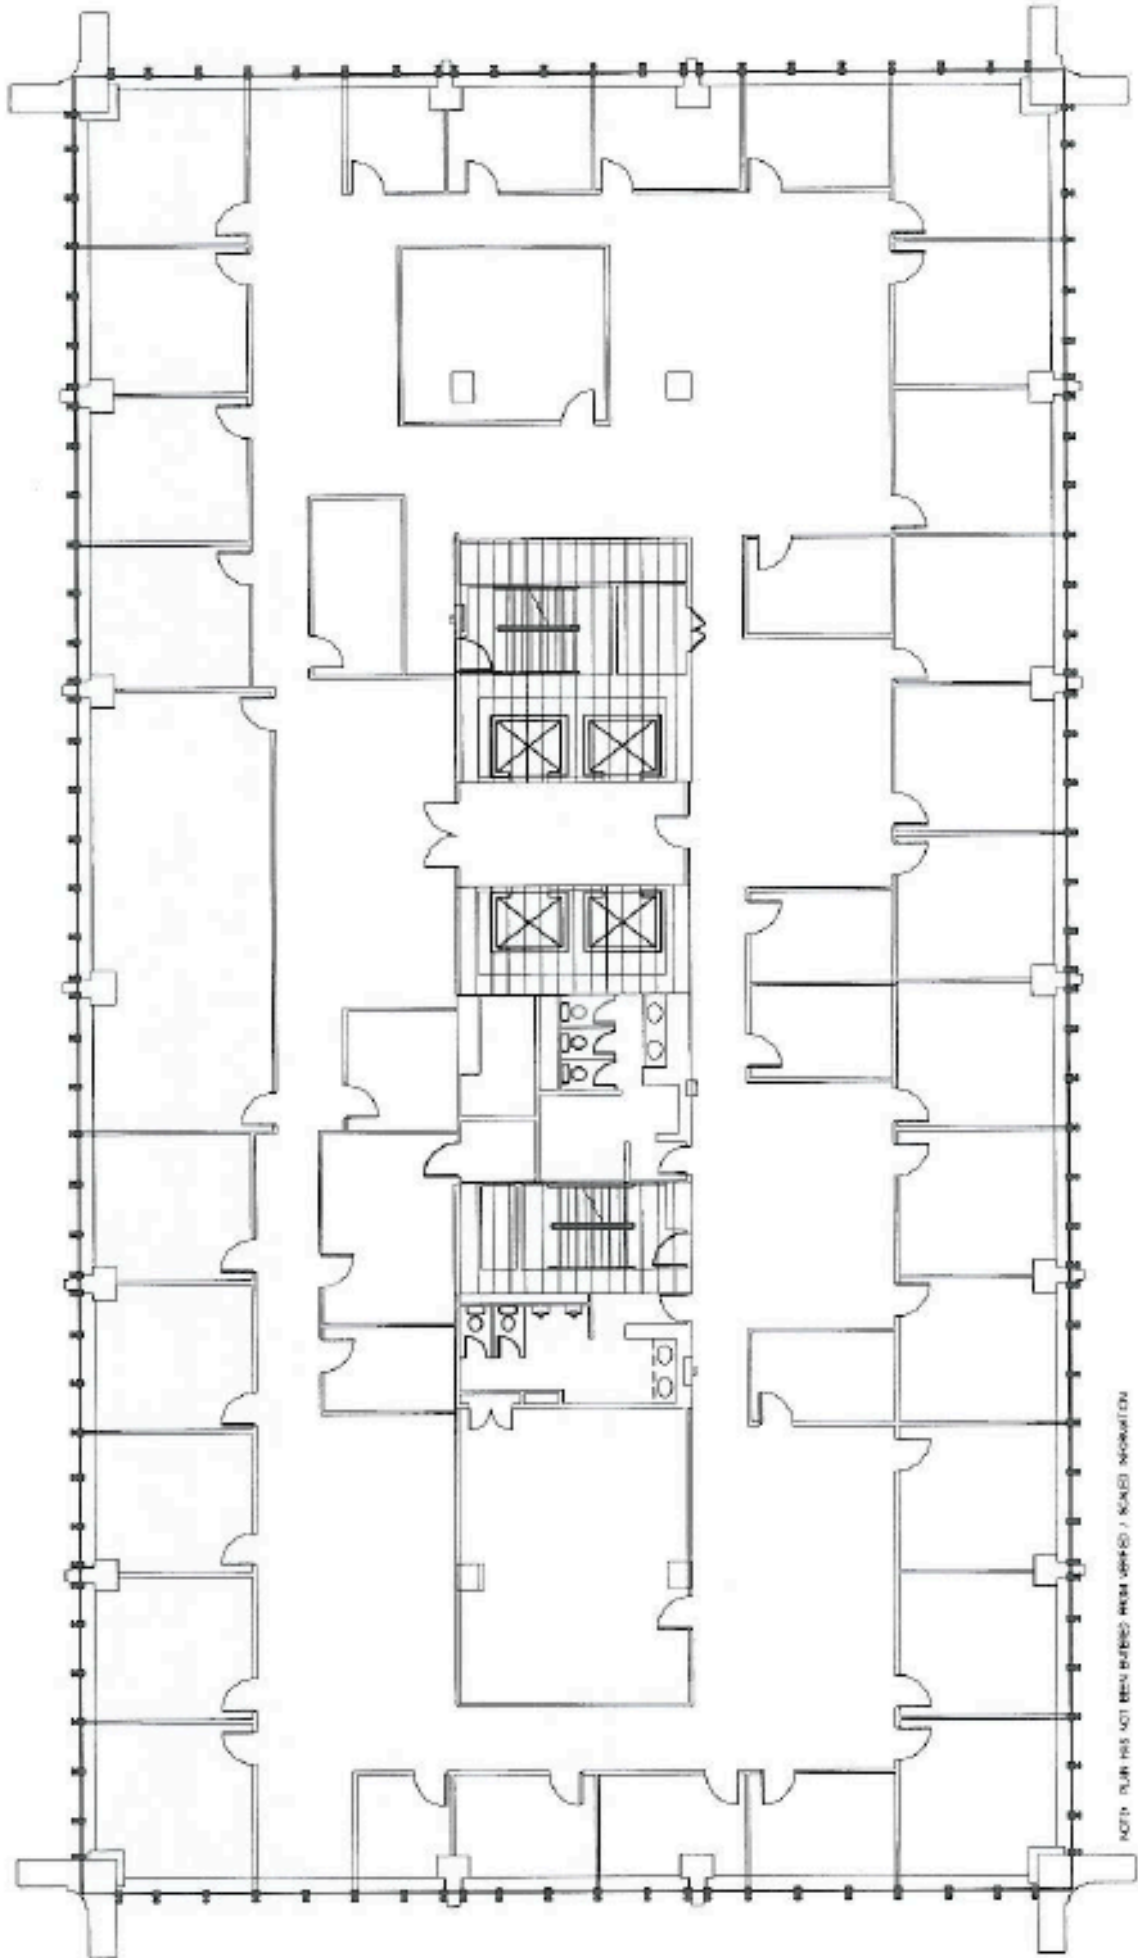 NOTE: PLAN HAS NOT BEEN ENTERED FROM VERIFIED / SCALED INFORMATION